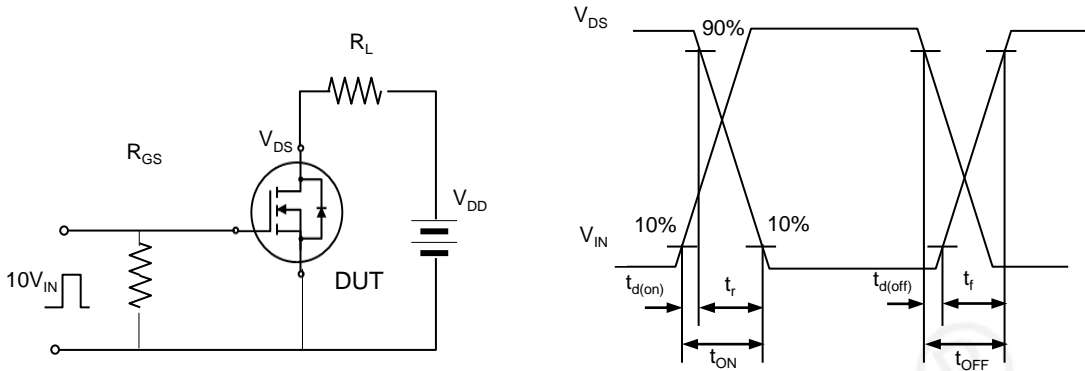 R_L
V_DS
R_GS
V_DD
10V_IN
DUT
V_DS
90%
V_IN
10%
10%
t_d(on)
t_r
t_d(off)
t_f
t_ON
t_OFF